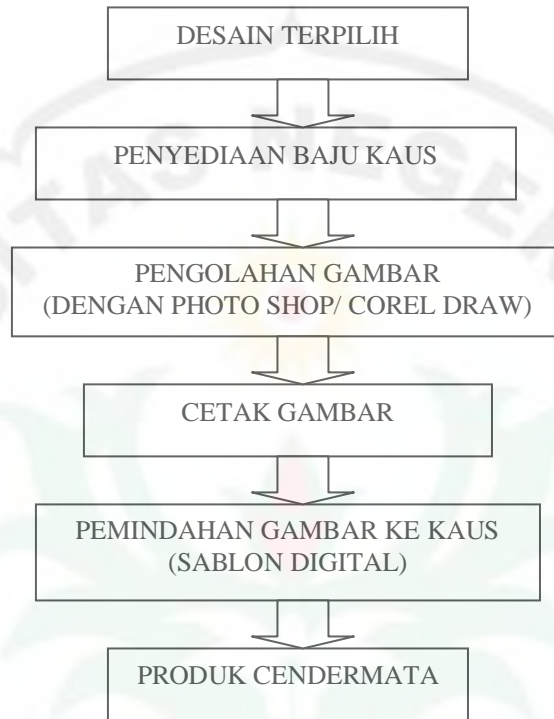 DESAIN TERPILIH
PENYEDIAAN BAJU KAUS
PENGOLAHAN GAMBAR
(DENGAN PHOTO SHOP/ COREL DRAW)
CETAK GAMBAR
PEMINDAHAN GAMBAR KE KAUS
(SABLON DIGITAL)
PRODUK CENDERMATA